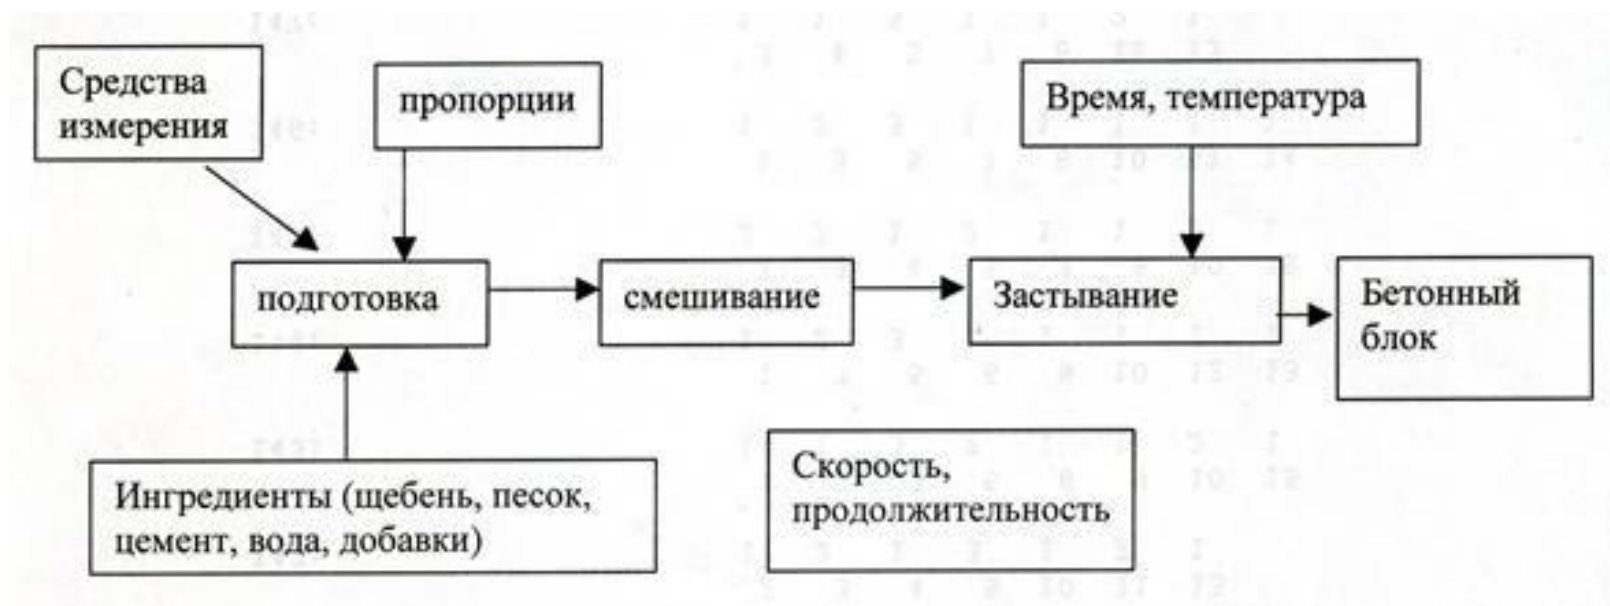 Средства
измерения
пропорции
Время, температура
подготовка
смешивание
Застывание
Бетонный
блок
Ингредиенты (щебень, песок,
цемент, вода, добавки)
Скорость,
продолжительность